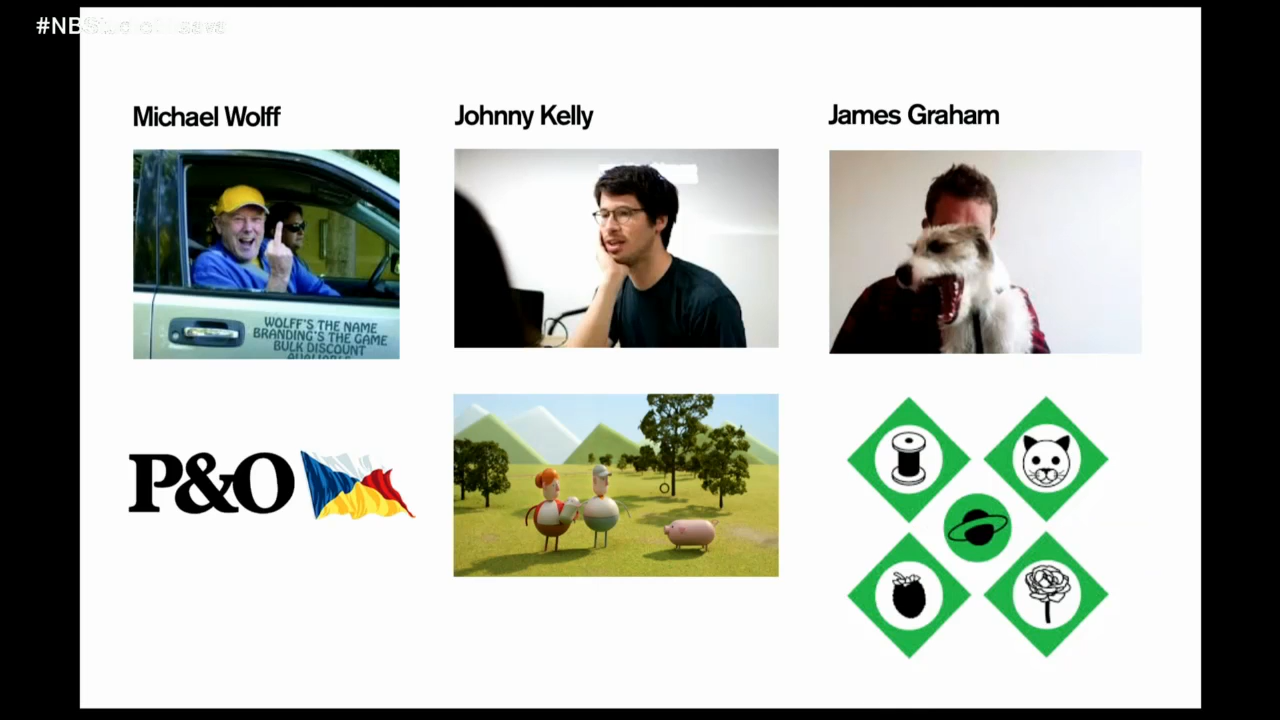 Michael Wolff
Johnny Kelly
James Graham
WOLFF'S THE NAME
BRANDING'S THE GAME
BULK DISCOUNT
P&O